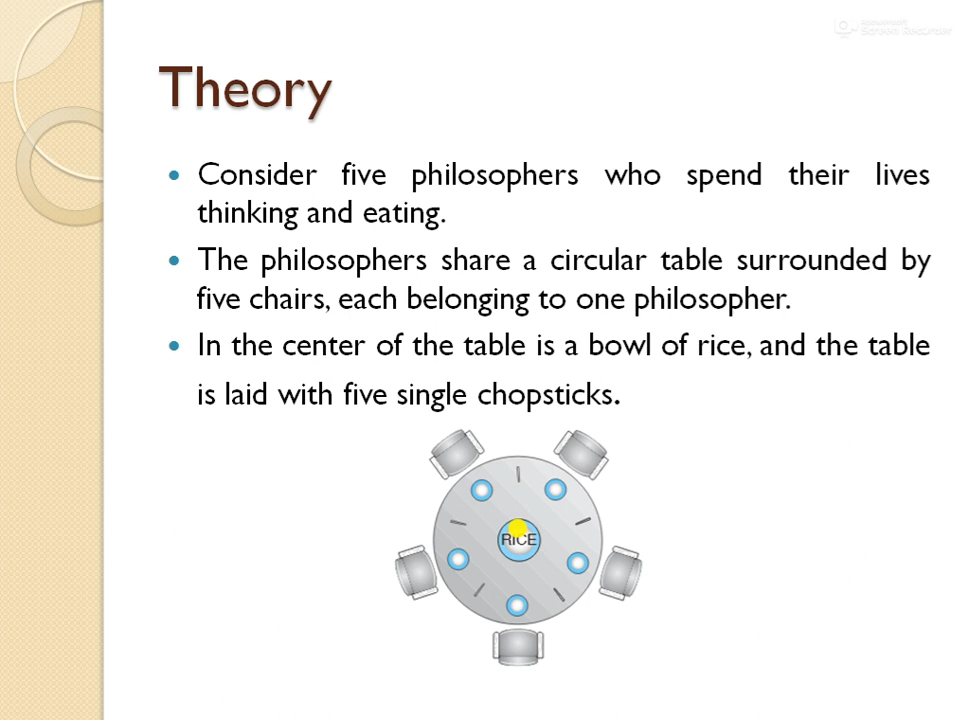 Screen Recorder
Theory
• Consider five philosophers who spend their lives
thinking and eating.
• The philosophers share a circular table surrounded by
five chairs, each belonging to one philosopher.
• In the center of the table is a bowl of rice, and the table
is laid with five single chopsticks.
RICE